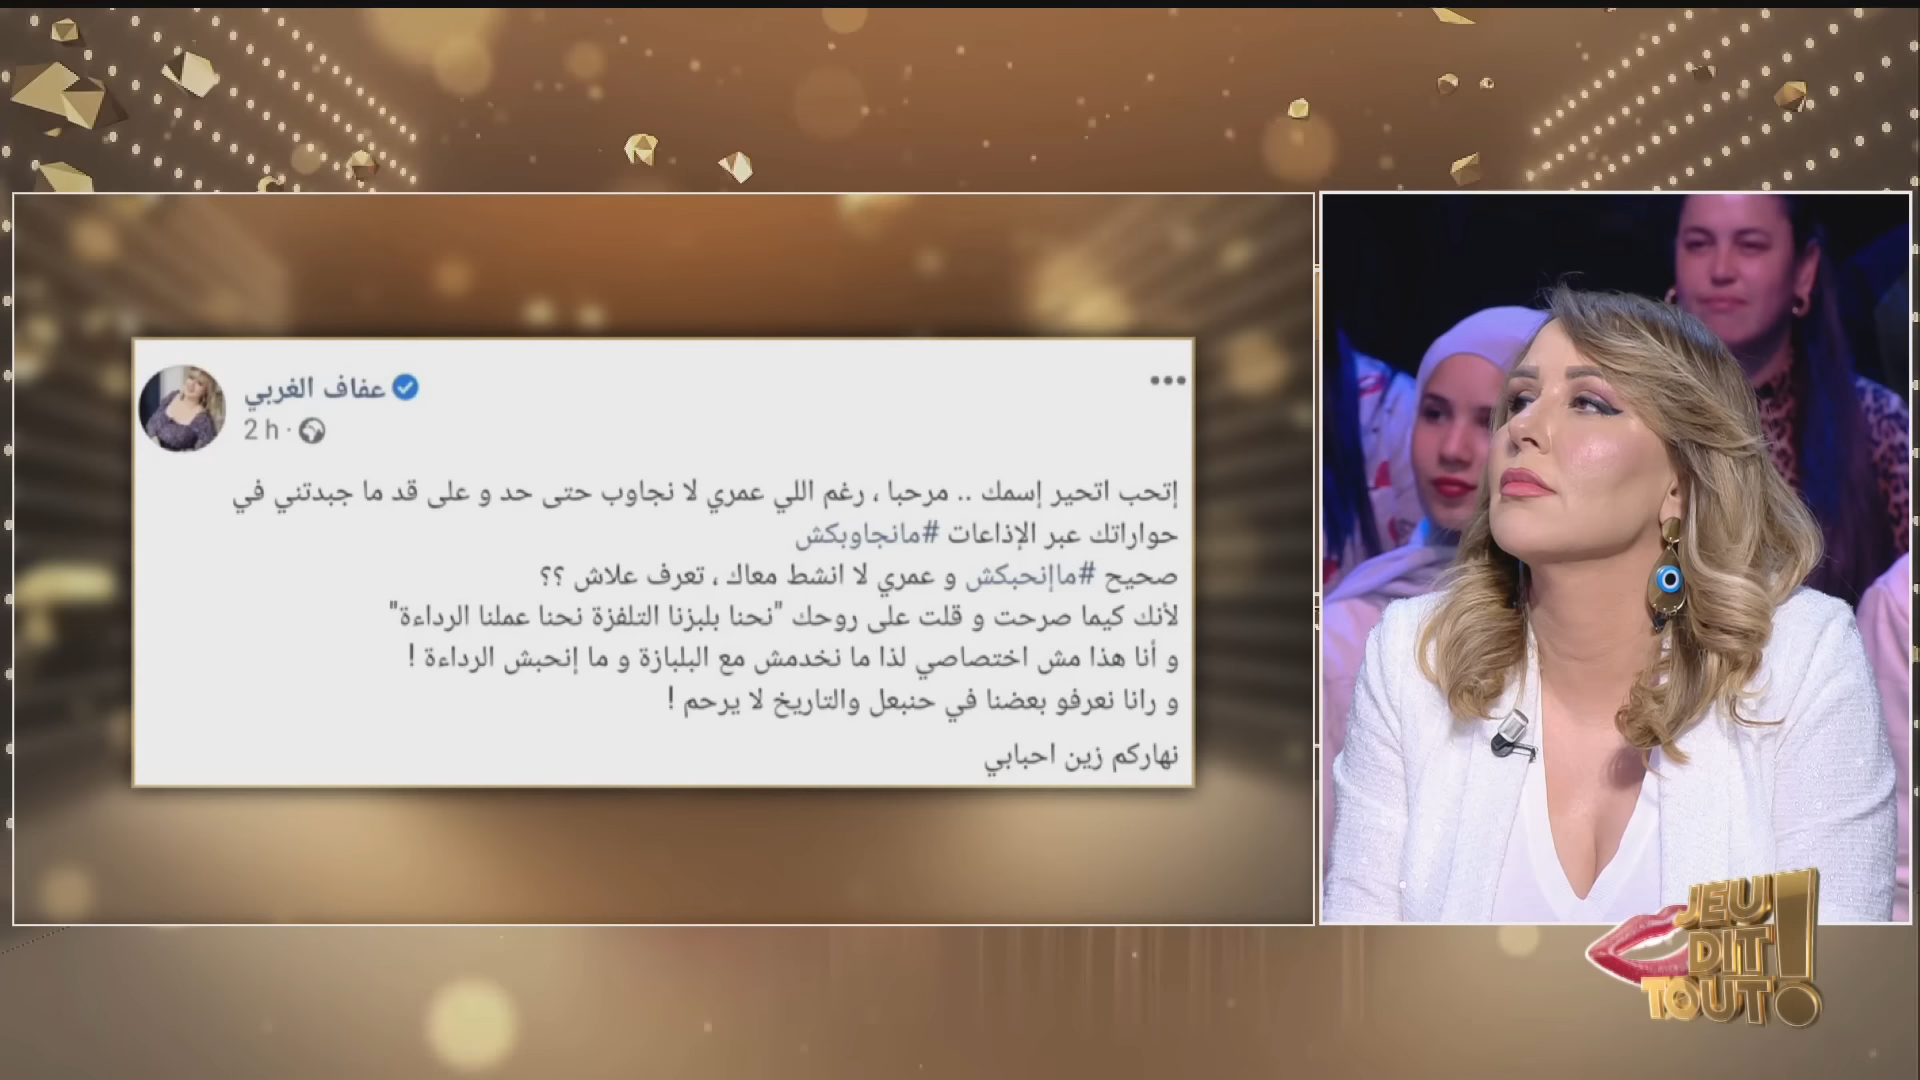 عفاف الغربي
2 h ·
إتحب اتحير إسمك .. مرحبا ، رغم اللي عمري لا نجاوب حتى حد و على قد ما جبدتني في
حواراتك عبر الإذاعات #مانجاوبكش
صحيح #ماإنحبكش و عمري لا انشط معاك ، تعرف علاش ؟؟
لأنك كيما صرحت و قلت على روحك "نحنا بلبزنا التلفزة نحنا عملنا الرداءة"
و أنا هذا مش اختصاصي لذا ما نخدمش مع البلبازة و ما إنحبش الرداءة !
و رانا نعرفو بعضنا في حنبعل والتاريخ لا يرحم !
نهاركم زين احبابي
JEU
DIT
TOUT!